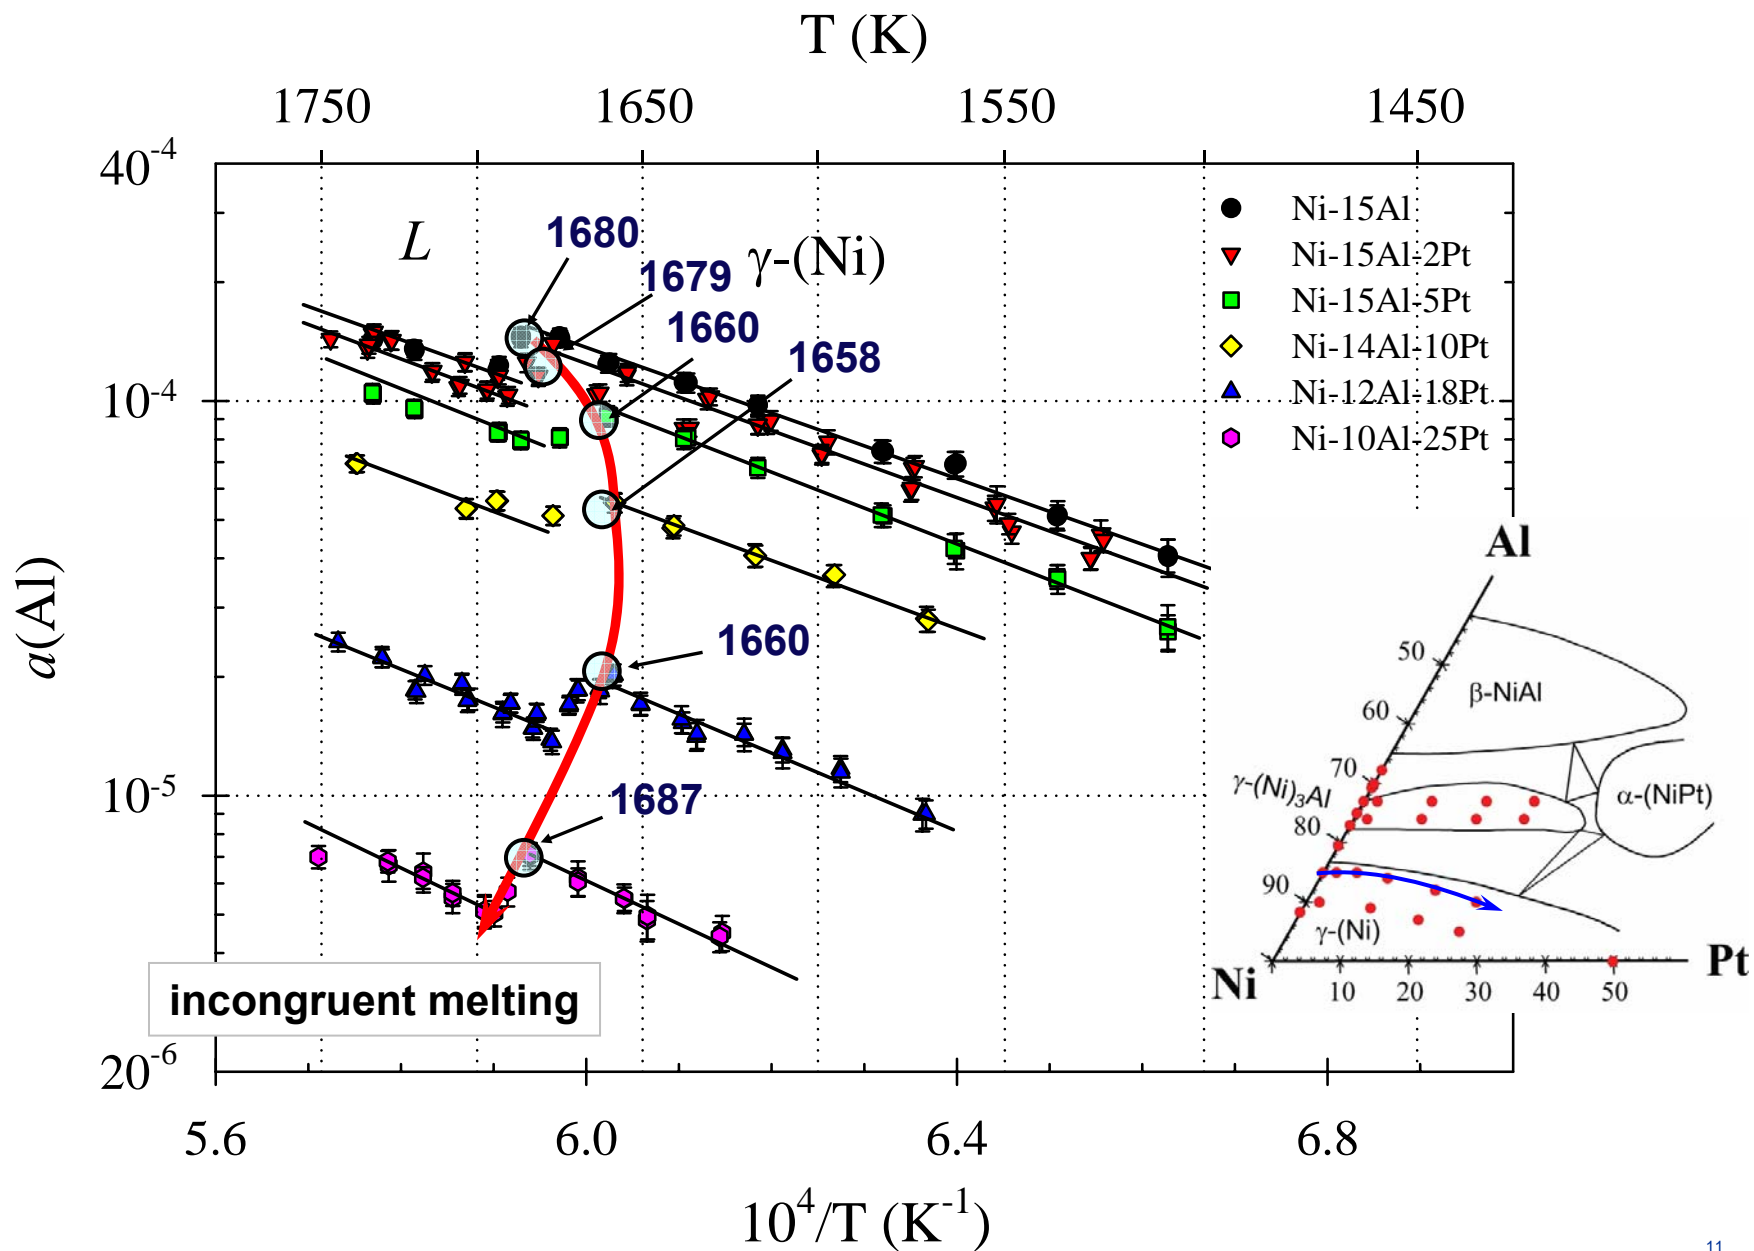 T (K)
1750 1650 1550 1450
40-4
10-4
10-5
20-6
a(Al)
L
γ-(Ni)
1680
1679
1660
1658
1660
1687
Ni-15Al
Ni-15Al-2Pt
Ni-15Al-5Pt
Ni-14Al-10Pt
Ni-12Al-18Pt
Ni-10Al-25Pt
incongruent melting
Al
50
β-NiAl
60
70
γ-(Ni)3Al
α-(NiPt)
80
90
γ-(Ni)
Ni
Pt
10 20 30 40 50
5.6 6.0 6.4 6.8
10^4/T (K^-1)
11